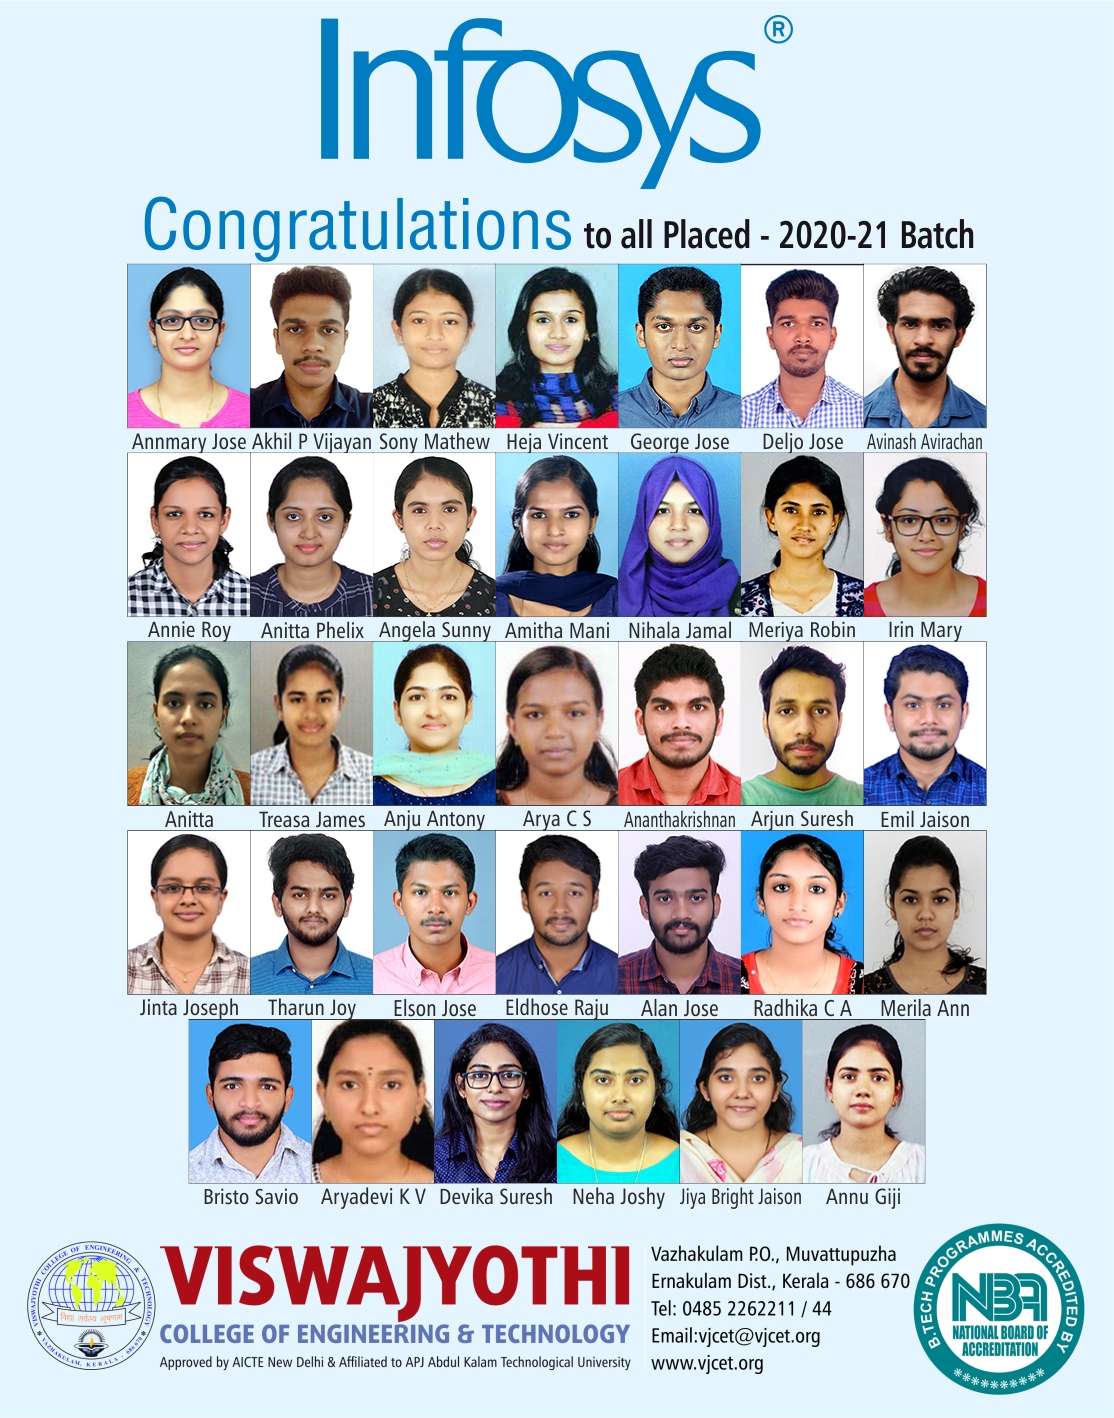 Infosys®
Congratulations to all Placed - 2020-21 Batch
Annmary Jose Akhil P Vijayan Sony Mathew Heja Vincent George Jose Deljo Jose Avinash Avirachan
Annie Roy Anitta Phelix Angela Sunny Amitha Mani Nihala Jamal Meriya Robin Irin Mary
Anitta Treasa James Anju Antony Arya C S Ananthakrishnan Arjun Suresh Emil Jaison
Jinta Joseph Tharun Joy Elson Jose Eldhose Raju Alan Jose Radhika C A Merila Ann
Bristo Savio Aryadevi K V Devika Suresh Neha Joshy Jiya Bright Jaison Annu Giji
VISWAJYOTHI COLLEGE OF ENGINEERING & TECHNOLOGY
VAZHAKULAM, KERALA - 686 670
विद्या सर्वस्य भूषणम्
VISWAJYOTHI
COLLEGE OF ENGINEERING & TECHNOLOGY
Approved by AICTE New Delhi & Affiliated to APJ Abdul Kalam Technological University
Vazhakulam P.O., Muvattupuzha
Ernakulam Dist., Kerala - 686 670
Tel: 0485 2262211 / 44
Email:vjcet@vjcet.org
www.vjcet.org
B.TECH PROGRAMMES ACCREDITED BY
NBA
NATIONAL BOARD OF
ACCREDITATION
**********